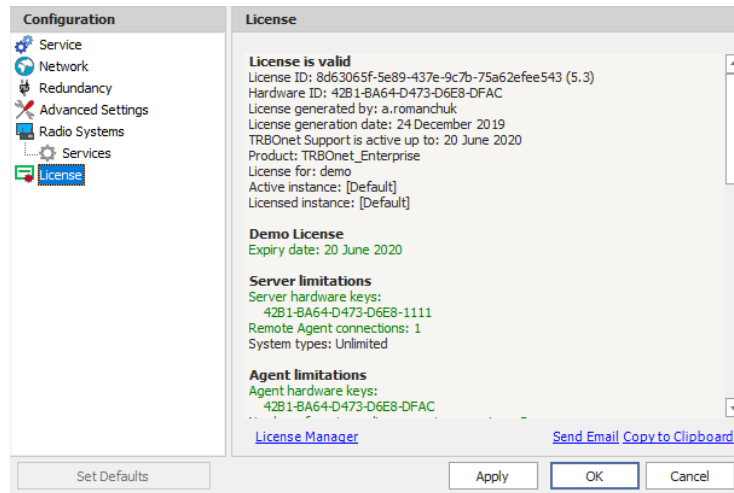 Configuration
Service
Network
Redundancy
Advanced Settings
Radio Systems
Services
License
License
License is valid
License ID: 8d63065f-5e89-437e-9c7b-75a62efee543 (5.3)
Hardware ID: 42B1-BA64-D473-D6E8-DFAC
License generated by: a.romanchuk
License generation date: 24 December 2019
TRBOnet Support is active up to: 20 June 2020
Product: TRBOnet_Enterprise
License for: demo
Active instance: [Default]
Licensed instance: [Default]
Demo License
Expiry date: 20 June 2020
Server limitations
Server hardware keys:
42B1-BA64-D473-D6E8-1111
Remote Agent connections: 1
System types: Unlimited
Agent limitations
Agent hardware keys:
42B1-BA64-D473-D6E8-DFAC
License Manager
Send Email Copy to Clipboard
Set Defaults
Apply
OK
Cancel